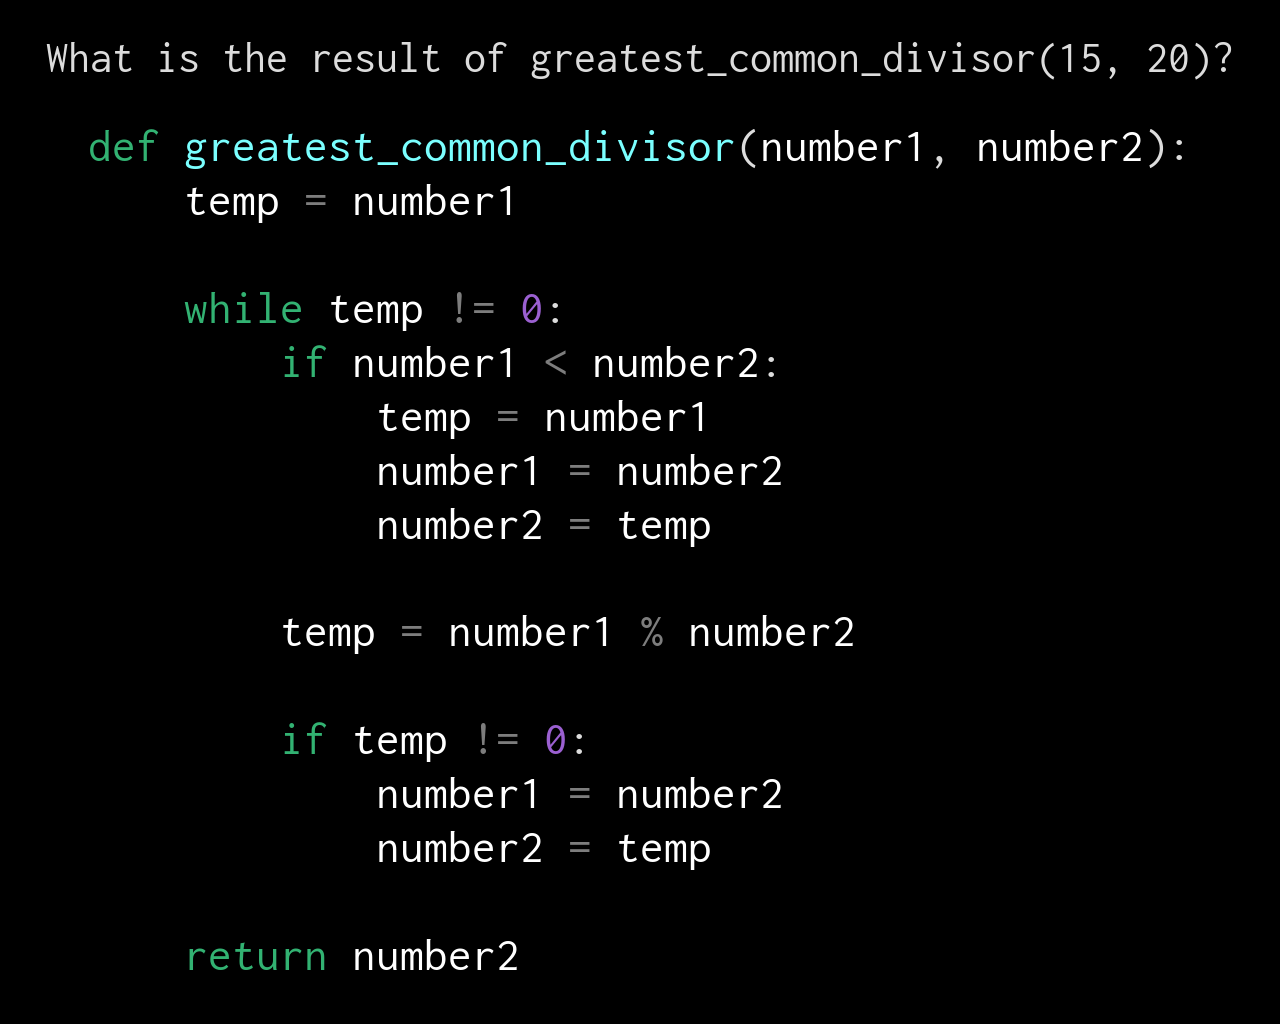 What is the result of greatest_common_divisor(15, 20)?
def greatest_common_divisor(number1, number2):
    temp = number1

    while temp != 0:
        if number1 < number2:
            temp = number1
            number1 = number2
            number2 = temp

        temp = number1 % number2

        if temp != 0:
            number1 = number2
            number2 = temp

    return number2